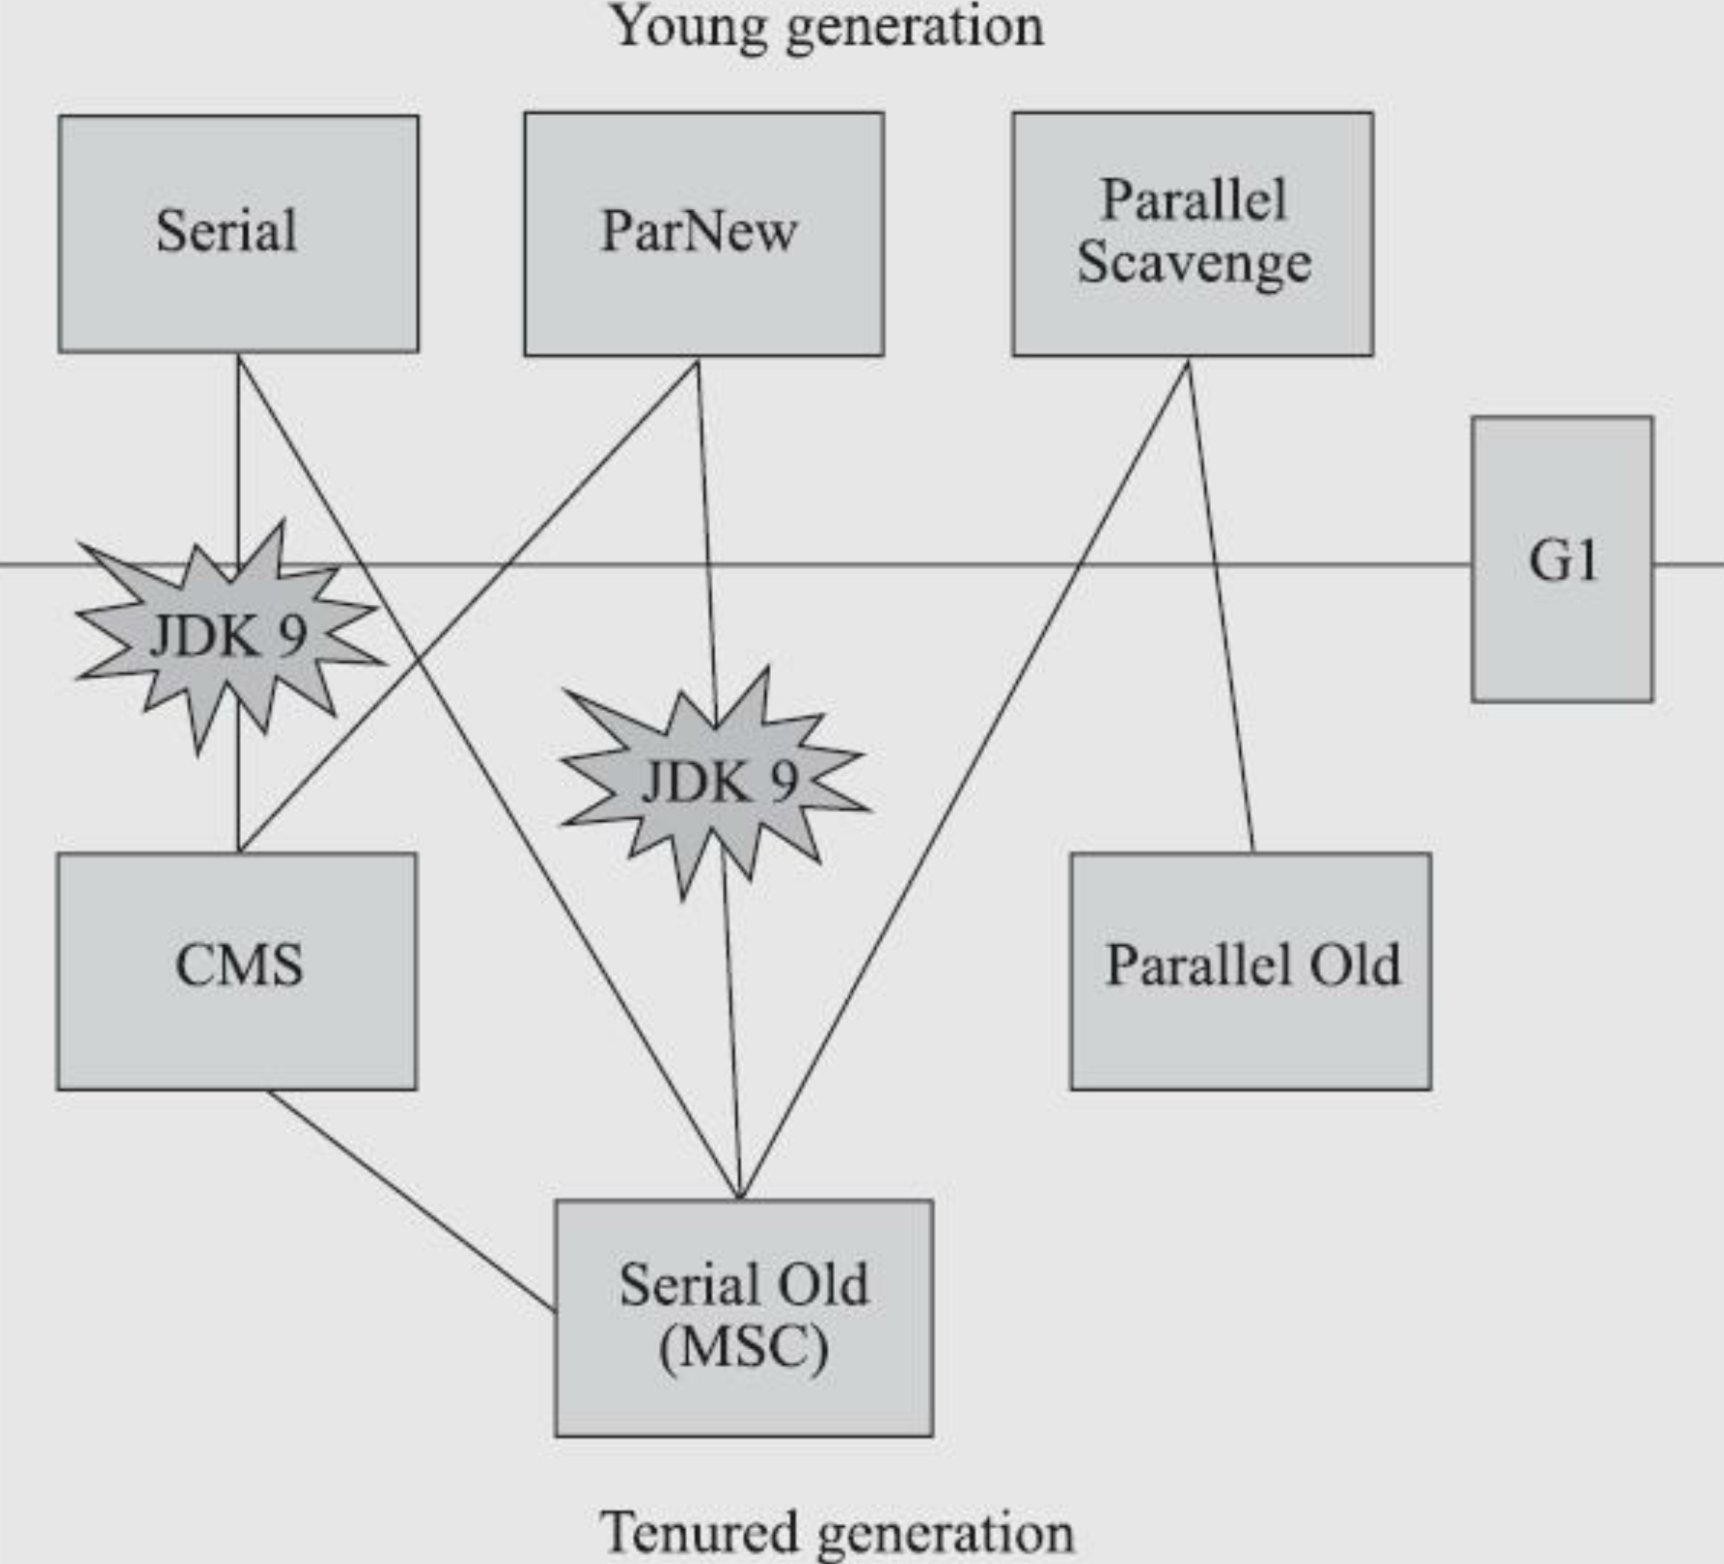 Young generation
Serial
ParNew
Parallel
Scavenge
G1
JDK 9
JDK 9
CMS
Parallel Old
Serial Old
(MSC)
Tenured generation